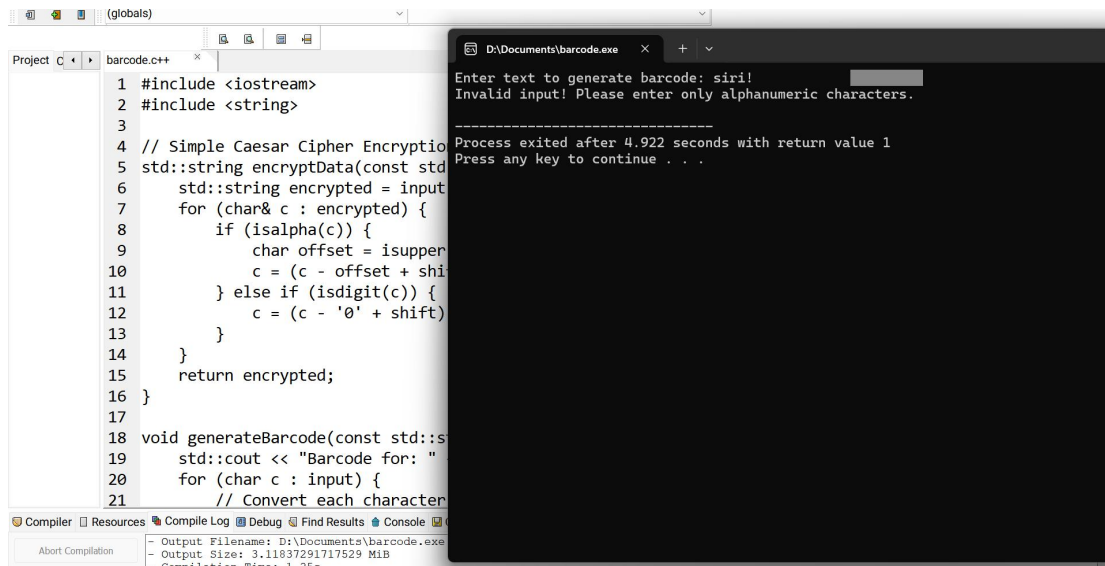 (globals)
Project
barcode.c++
1 #include <iostream>
2 #include <string>
3
4 // Simple Caesar Cipher Encryption
5 std::string encryptData(const std
6 std::string encrypted = input
7 for (char& c : encrypted) {
8 if (isalpha(c)) {
9 char offset = isupper
10 c = (c - offset + shi
11 } else if (isdigit(c)) {
12 c = (c - '0' + shift)
13 }
14 }
15 return encrypted;
16 }
17
18 void generateBarcode(const std::s
19 std::cout << "Barcode for: "
20 for (char c : input) {
21 // Convert each character
Compiler Resources Compile Log Debug Find Results Console
Abort Compilation
- Output Filename: D:\Documents\barcode.exe
- Output Size: 3.11837291717529 MiB
- Compilation Time: 1.25s
D:\Documents\barcode.exe
Enter text to generate barcode: siri!
Invalid input! Please enter only alphanumeric characters.
--------------------------------
Process exited after 4.922 seconds with return value 1
Press any key to continue . . .